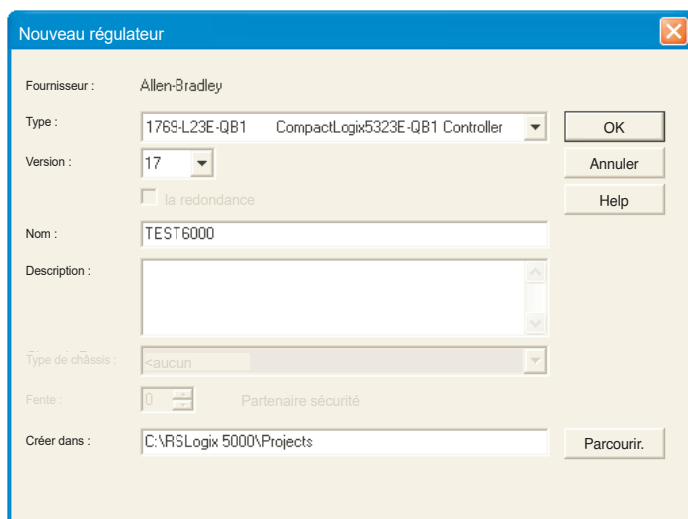 Nouveau régulateur
Fournisseur : Allen-Bradley
Type : 1769-L23E-QB1 CompactLogix5323E-QB1 Controller OK
Version : 17 Annuler
la redondance Help
Nom : TEST6000
Description :
Type de châssis : <aucun
Fente : 0 Partenaire sécurité
Créer dans : C:\RSLogix 5000\Projects Parcourir.